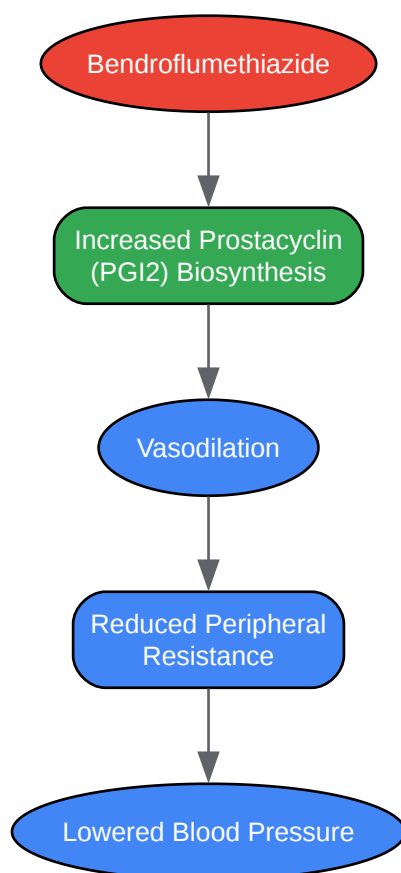 Bendroflumethiazide
Increased Prostacyclin
(PGI2) Biosynthesis
Vasodilation
Reduced Peripheral
Resistance
Lowered Blood Pressure